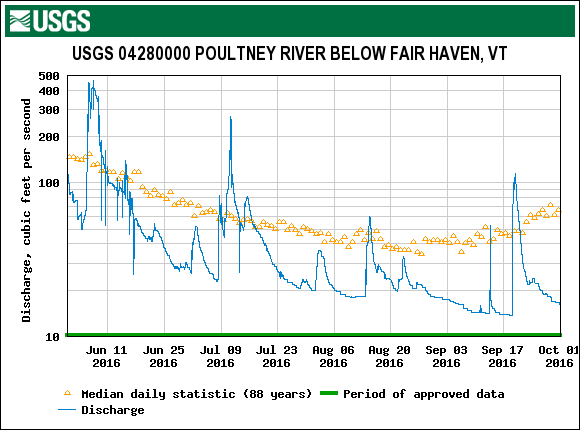 USGS
USGS 04280000 POULTNEY RIVER BELOW FAIR HAVEN, VT
Discharge, cubic feet per second
500
400
300
200
100
10
Jun 11 2016
Jun 25 2016
Jul 09 2016
Jul 23 2016
Aug 06 2016
Aug 20 2016
Sep 03 2016
Sep 17 2016
Oct 01 2016
Median daily statistic (88 years)
Period of approved data
Discharge